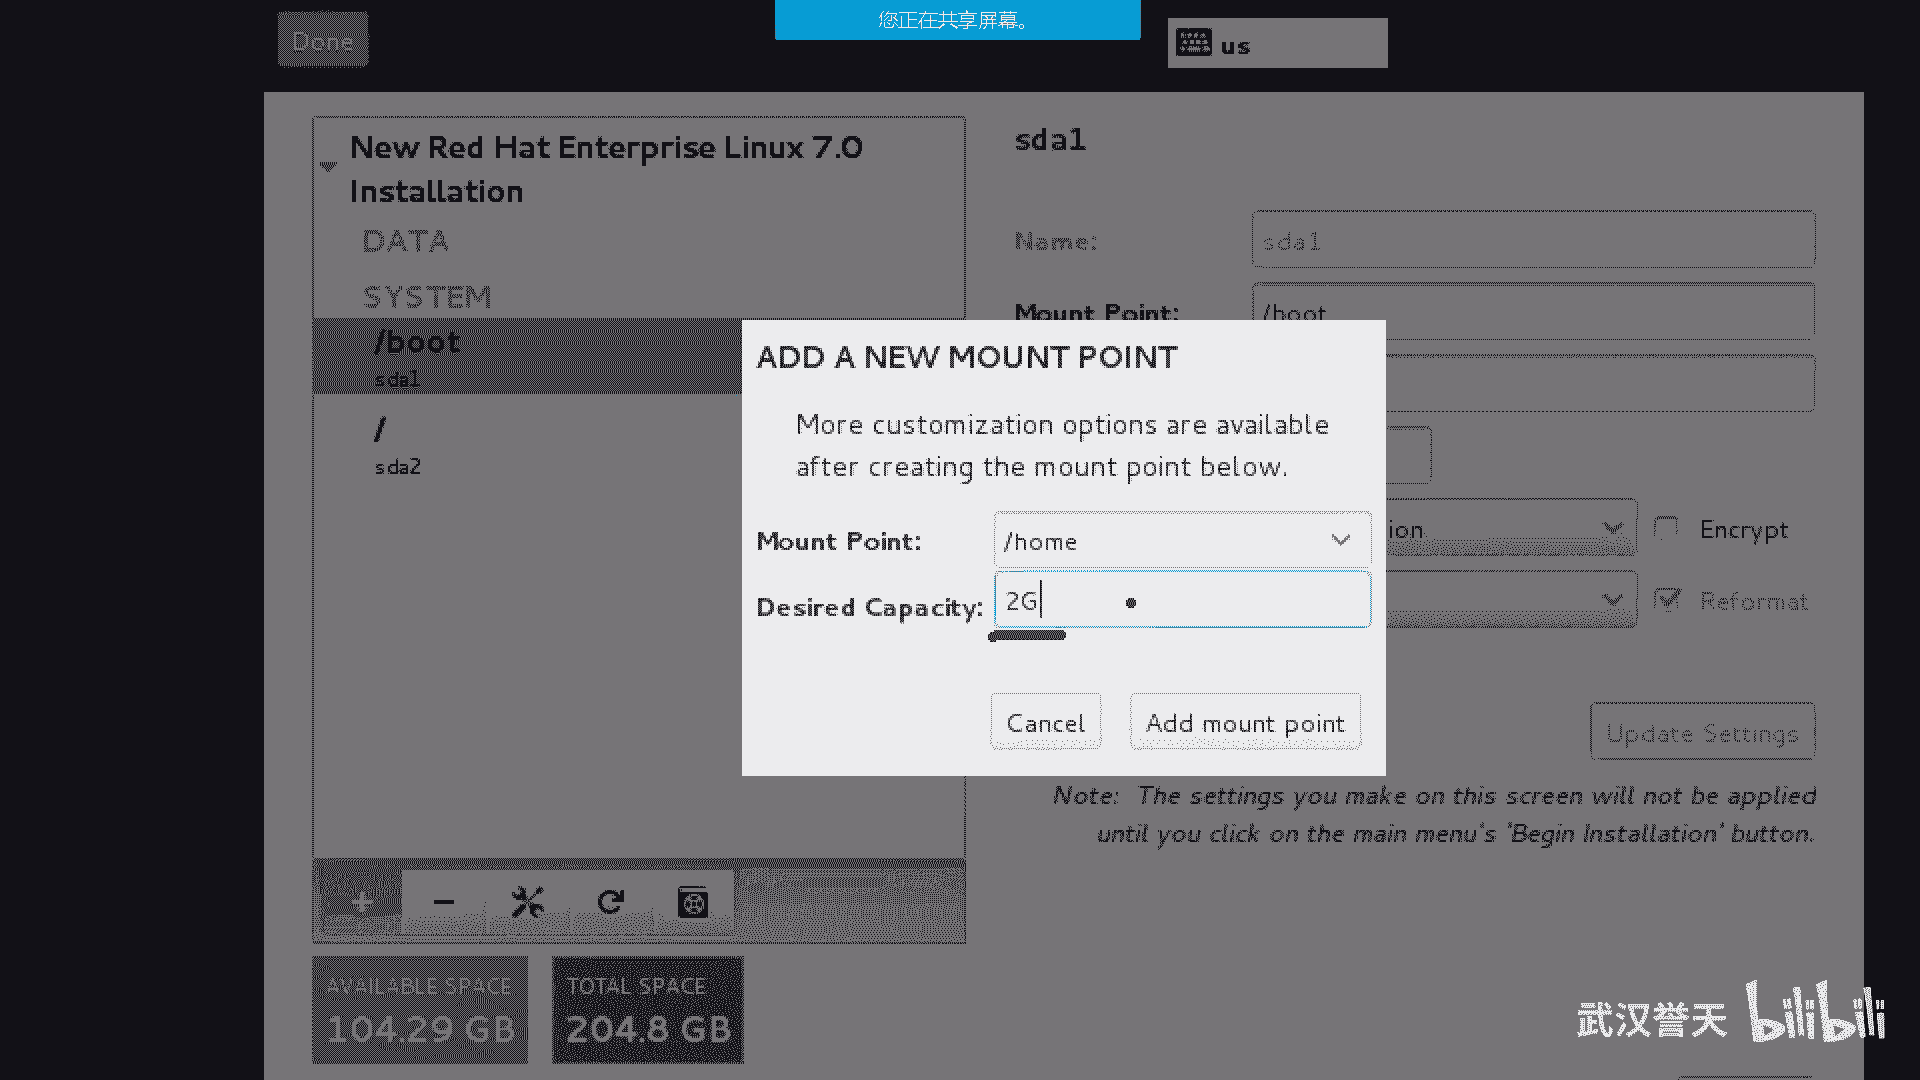 您正在共享屏幕。
Done
us
New Red Hat Enterprise Linux 7.0
Installation
DATA
SYSTEM
/boot
sda1
/
sda2
sda1
Name:
sda1
Mount Point:
/boot
ion
Encrypt
Reformat
Update Settings
Note: The settings you make on this screen will not be applied
until you click on the main menu's 'Begin Installation' button.
ADD A NEW MOUNT POINT
More customization options are available
after creating the mount point below.
Mount Point:
/home
Desired Capacity:
2G
Cancel
Add mount point
AVAILABLE SPACE
104.29 GB
TOTAL SPACE
204.8 GB
武汉誉天 bilibili